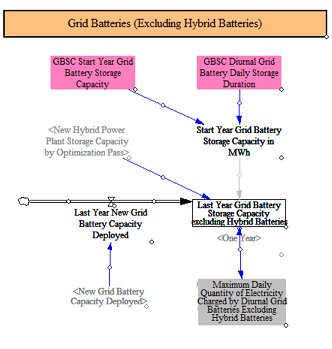 Grid Batteries (Excluding Hybrid Batteries)
GBSC Start Year Grid
Battery Storage
Capacity
GBSC Diurnal Grid
Battery Daily Storage
Duration
<New Hybrid Power
Plant Storage Capacity
by Optimization Pass>
Start Year Grid Battery
Storage Capacity in
MWh
Last Year New Grid
Battery Capacity
Deployed
Last Year Grid Battery
Storage Capacity
excluding Hybrid Batteries
<One Year>
<New Grid Battery
Capacity Deployed>
Maximum Daily
Quantity of Electricity
Charged by Diurnal Grid
Batteries Excluding
Hybrid Batteries